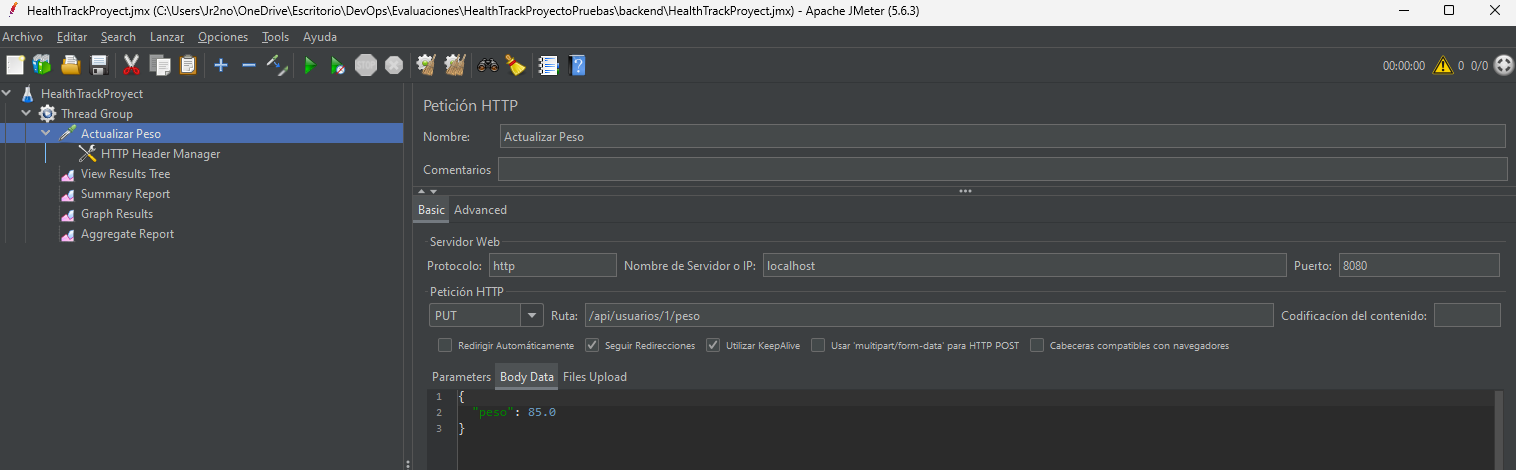 HealthTrackProyect.jmx (C:\Users\Jr2no\OneDrive\Escritorio\DevOps\Evaluaciones\HealthTrackProyectoPruebas\backend\HealthTrackProyect.jmx) - Apache JMeter (5.6.3)
Archivo Editar Search Lanzar Opciones Tools Ayuda
00:00:00 0 0/0
HealthTrackProyect
Thread Group
Actualizar Peso
HTTP Header Manager
View Results Tree
Summary Report
Graph Results
Aggregate Report
Petición HTTP
Nombre: Actualizar Peso
Comentarios
Basic Advanced
Servidor Web
Protocolo: http Nombre de Servidor o IP: localhost Puerto: 8080
Petición HTTP
PUT Ruta: /api/usuarios/1/peso Codificacíon del contenido:
Redirigir Automáticamente Seguir Redirecciones Utilizar KeepAlive Usar 'multipart/form-data' para HTTP POST Cabeceras compatibles con navegadores
Parameters Body Data Files Upload
1 {
2 "peso": 85.0
3 }